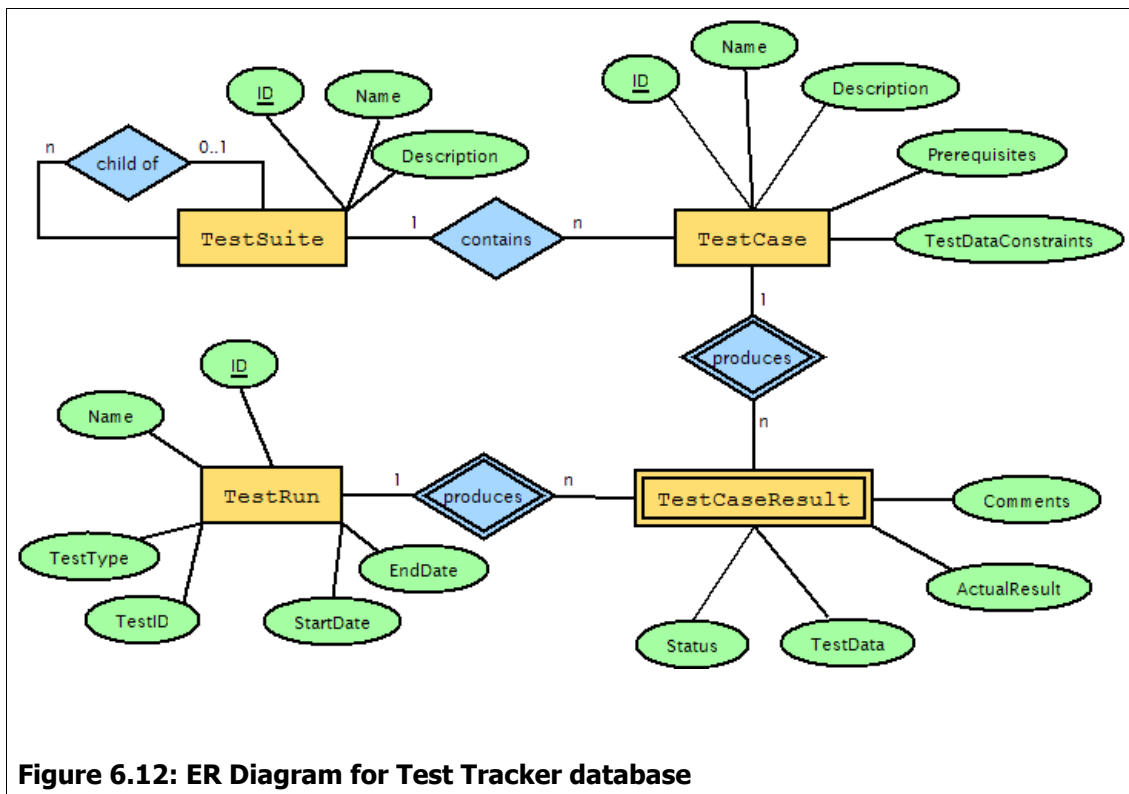 Name
ID
Description
ID
Name
Description
Prerequisites
TestDataConstraints
n
child of
0..1
TestSuite
1
contains
n
TestCase
1
produces
n
ID
Name
TestRun
1
produces
n
TestCaseResult
Comments
TestType
EndDate
ActualResult
TestID
StartDate
Status
TestData
Figure 6.12: ER Diagram for Test Tracker database